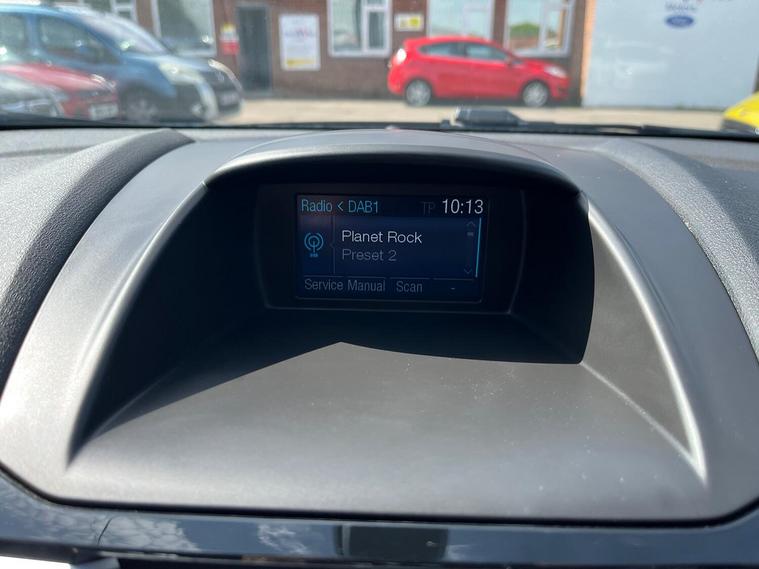 Radio < DAB1 TP 10:13
Planet Rock
Preset 2
Service Manual Scan -